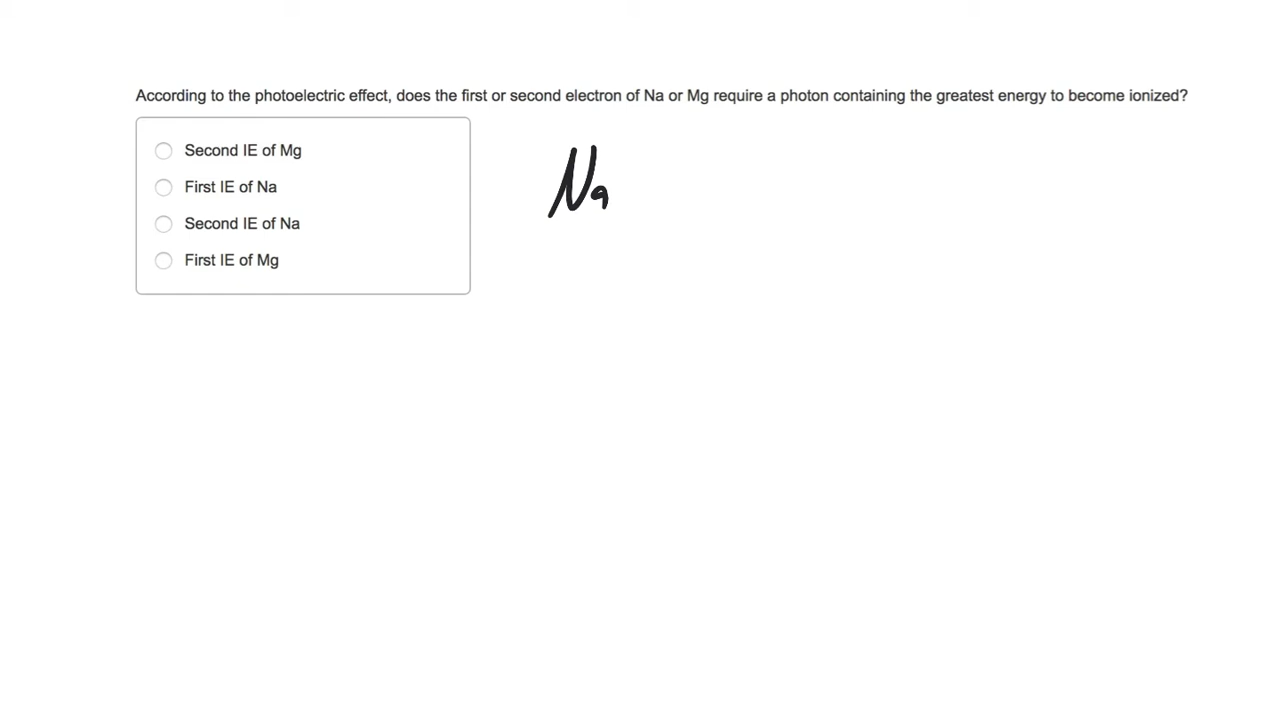 According to the photoelectric effect, does the first or second electron of Na or Mg require a photon containing the greatest energy to become ionized?
Second IE of Mg
Na
First IE of Na
Second IE of Na
First IE of Mg